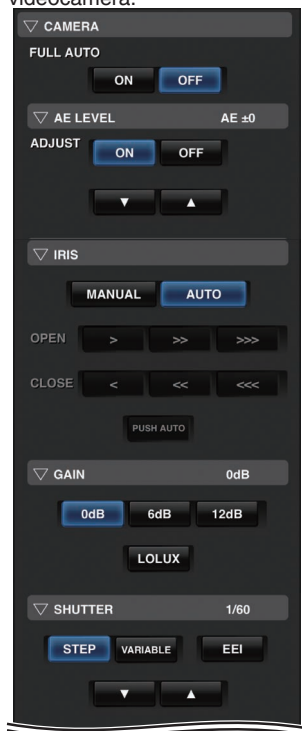 videocamera.
▽ CAMERA
FULL AUTO
ON OFF
▽ AE LEVEL AE ±0
ADJUST ON OFF
▼ ▲
▽ IRIS
MANUAL AUTO
OPEN > >> >>>
CLOSE < << <<<
PUSH AUTO
▽ GAIN 0dB
0dB 6dB 12dB
LOLUX
▽ SHUTTER 1/60
STEP VARIABLE EEI
▼ ▲